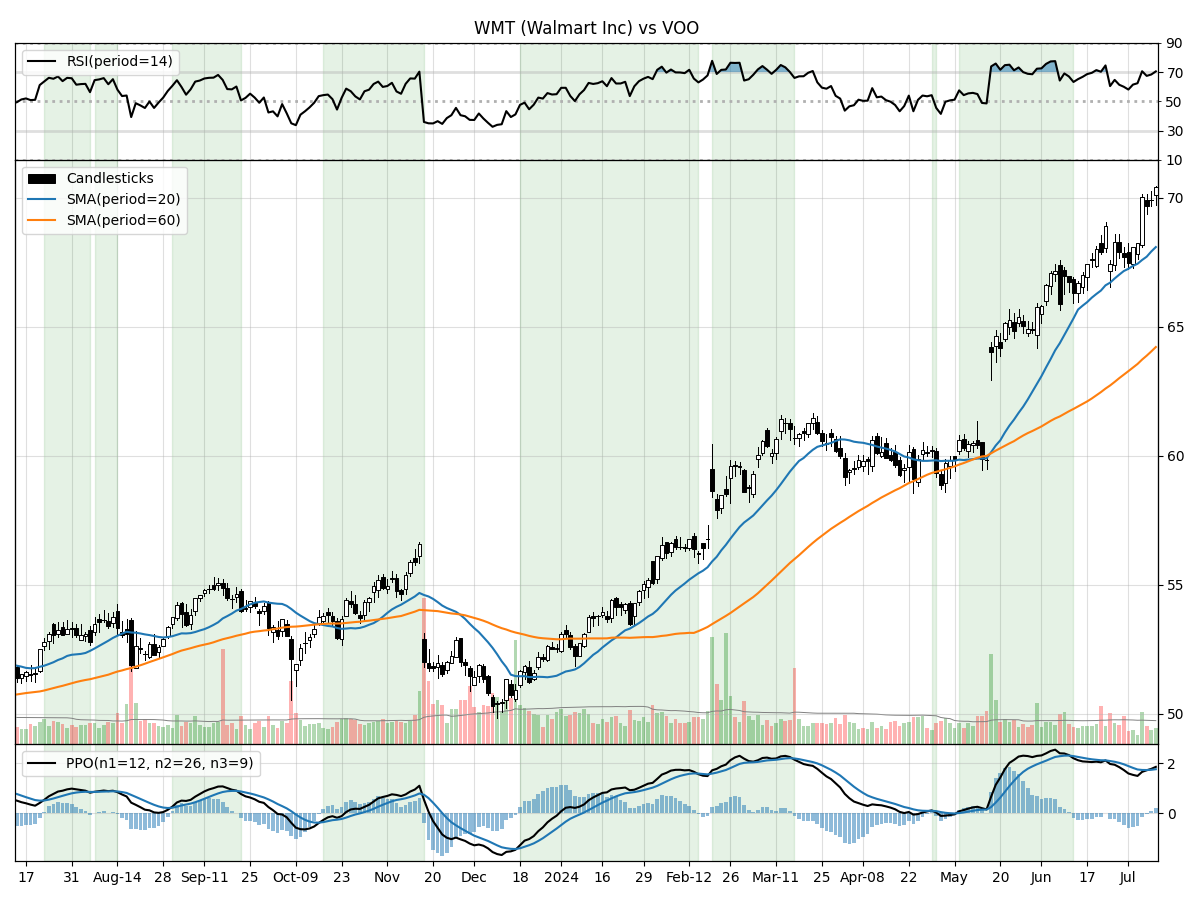 WMT (Walmart Inc) vs VOO
RSI(period=14)
90
70
50
30
10
Candlesticks
SMA(period=20)
SMA(period=60)
70
65
60
55
50
PPO(n1=12, n2=26, n3=9)
2
0
17 31 Aug-14 28 Sep-11 25 Oct-09 23 Nov 20 Dec 18 2024 16 29 Feb-12 26 Mar-11 25 Apr-08 22 May 20 Jun 17 Jul